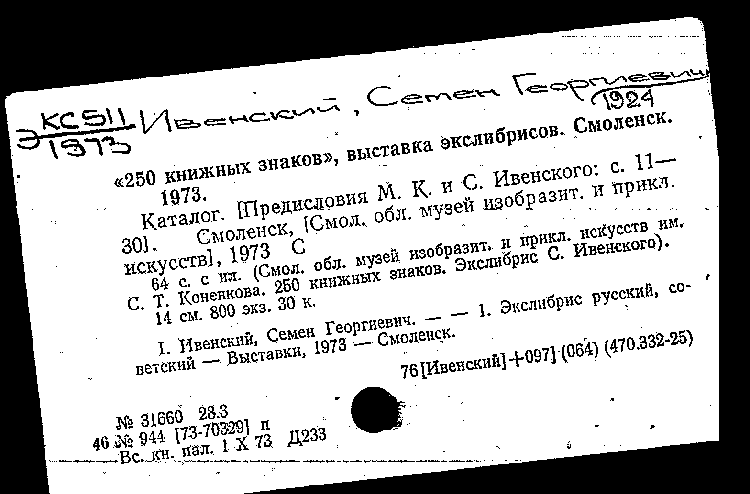 Ивенский, Семен Георгиевич
ЭКС511
1973
1924
«250 книжных знаков», выставка экслибрисов. Смоленск.
1973.
Каталог. [Предисловия М. К. и С. Ивенского: с. 11—
30]. Смоленск, [Смол. обл. музей изобразит. и прикл.
искусств], 1973 С
64 с. с ил. (Смол. обл. музей изобразит. и прикл. искусств им.
С. Т. Коненкова. 250 книжных знаков. Экслибрис С. Ивенского).
14 см. 800 экз. 30 к.
I. Ивенский, Семен Георгиевич. — — 1. Экслибрис русский, со-
ветский — Выставки, 1973 — Смоленск.
76[Ивенский]+097] (064) (470.332-25)
№ 31660 28.3
46 № 944 [73-70329] п
Вс. кн. пал. 1 X 73 Д233